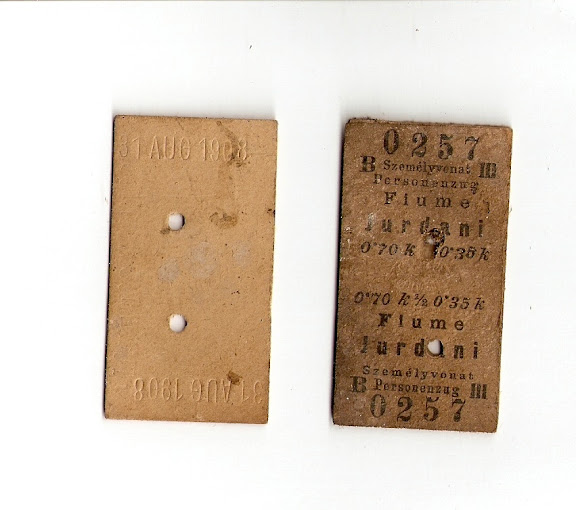 31 AUG 1908
31 AUG 1908
0257
B Személyvonat III
Personenzug
Fiume
Jurdani
0·70 k 0·35 k
0·70 k ½ 0·35 k
Fiume
Jurdani
Személyvonat
B Personenzug III
0257